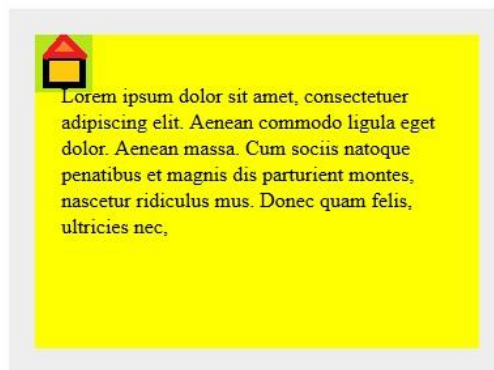 Lorem ipsum dolor sit amet, consectetuer
adipiscing elit. Aenean commodo ligula eget
dolor. Aenean massa. Cum sociis natoque
penatibus et magnis dis parturient montes,
nascetur ridiculus mus. Donec quam felis,
ultricies nec,